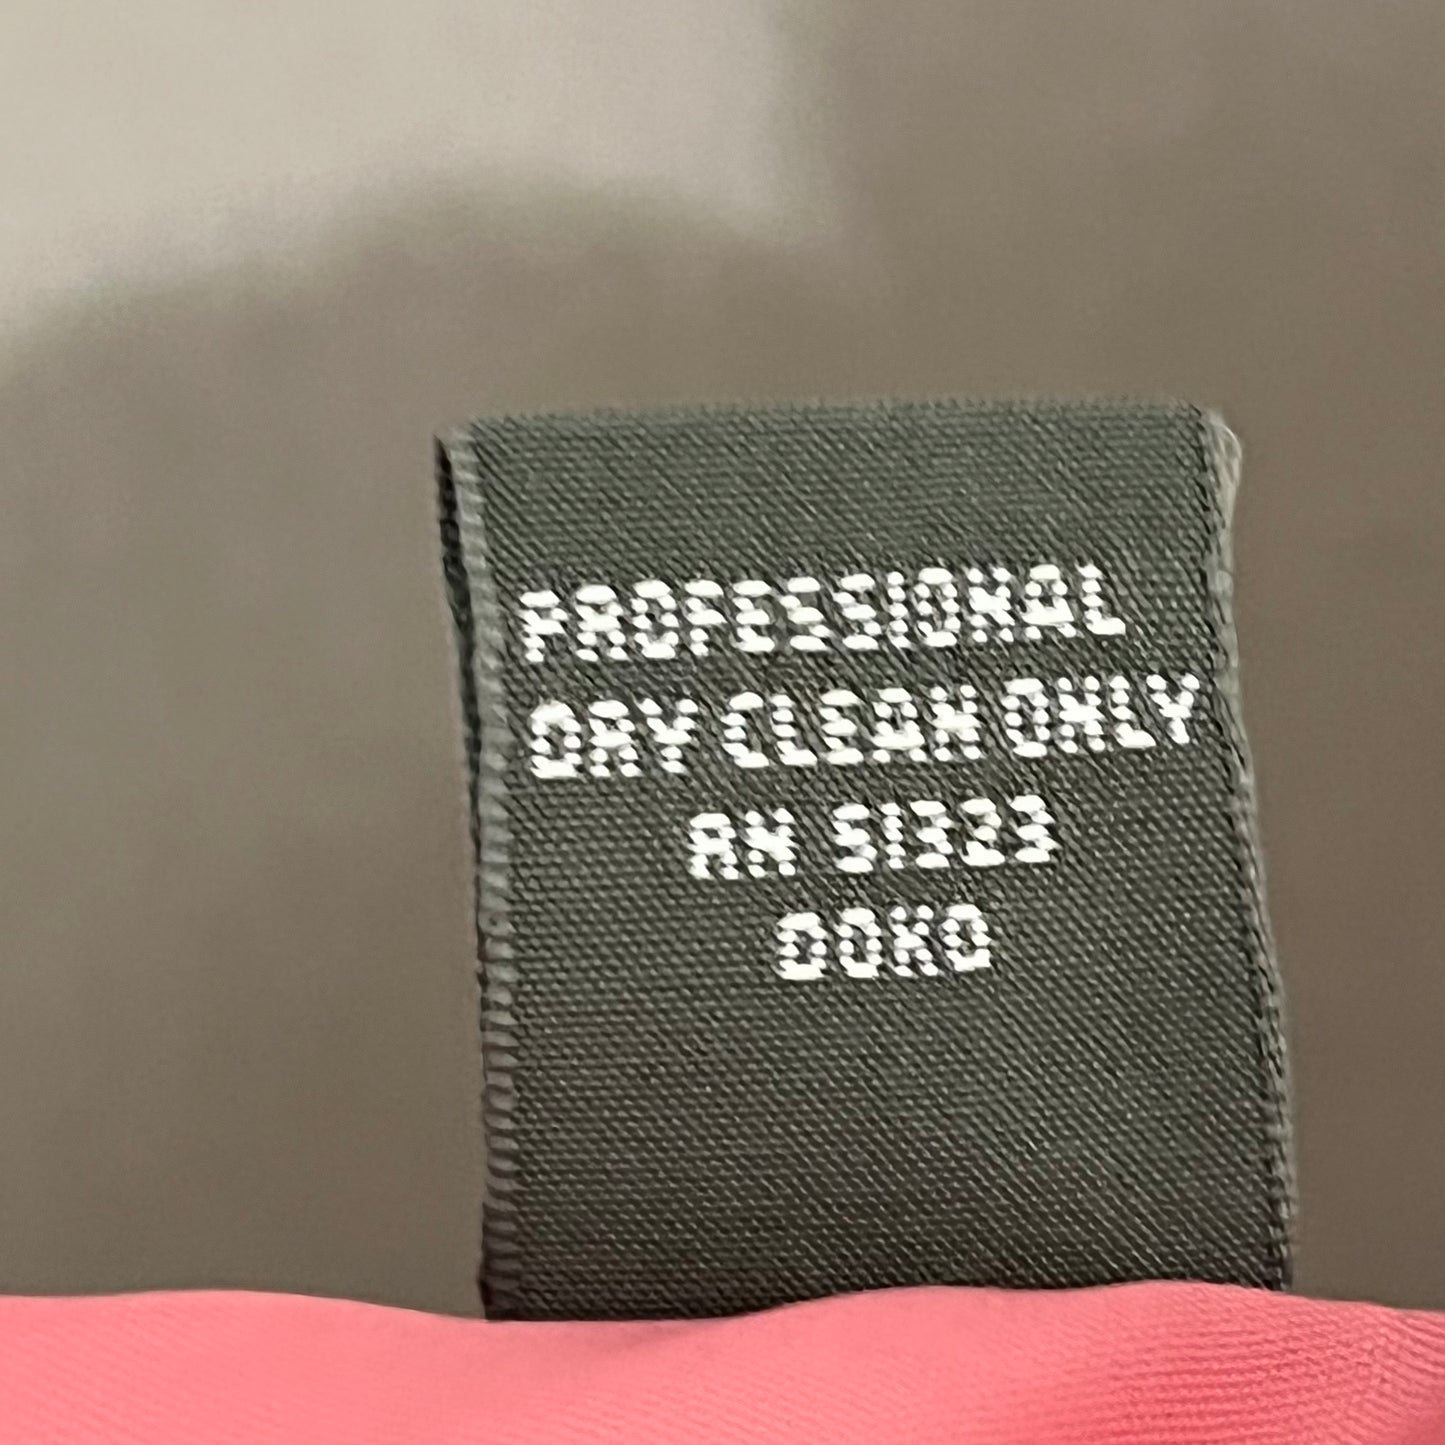 PROFESSIONAL
DRY CLEAN ONLY
RN 51323
DOKO